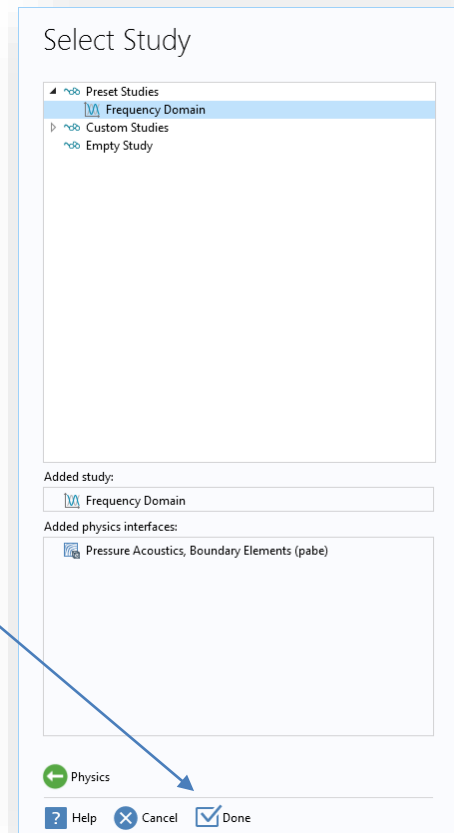 Select Study
Preset Studies
Frequency Domain
Custom Studies
Empty Study
Added study:
Frequency Domain
Added physics interfaces:
Pressure Acoustics, Boundary Elements (pabe)
Physics
? Help Cancel Done